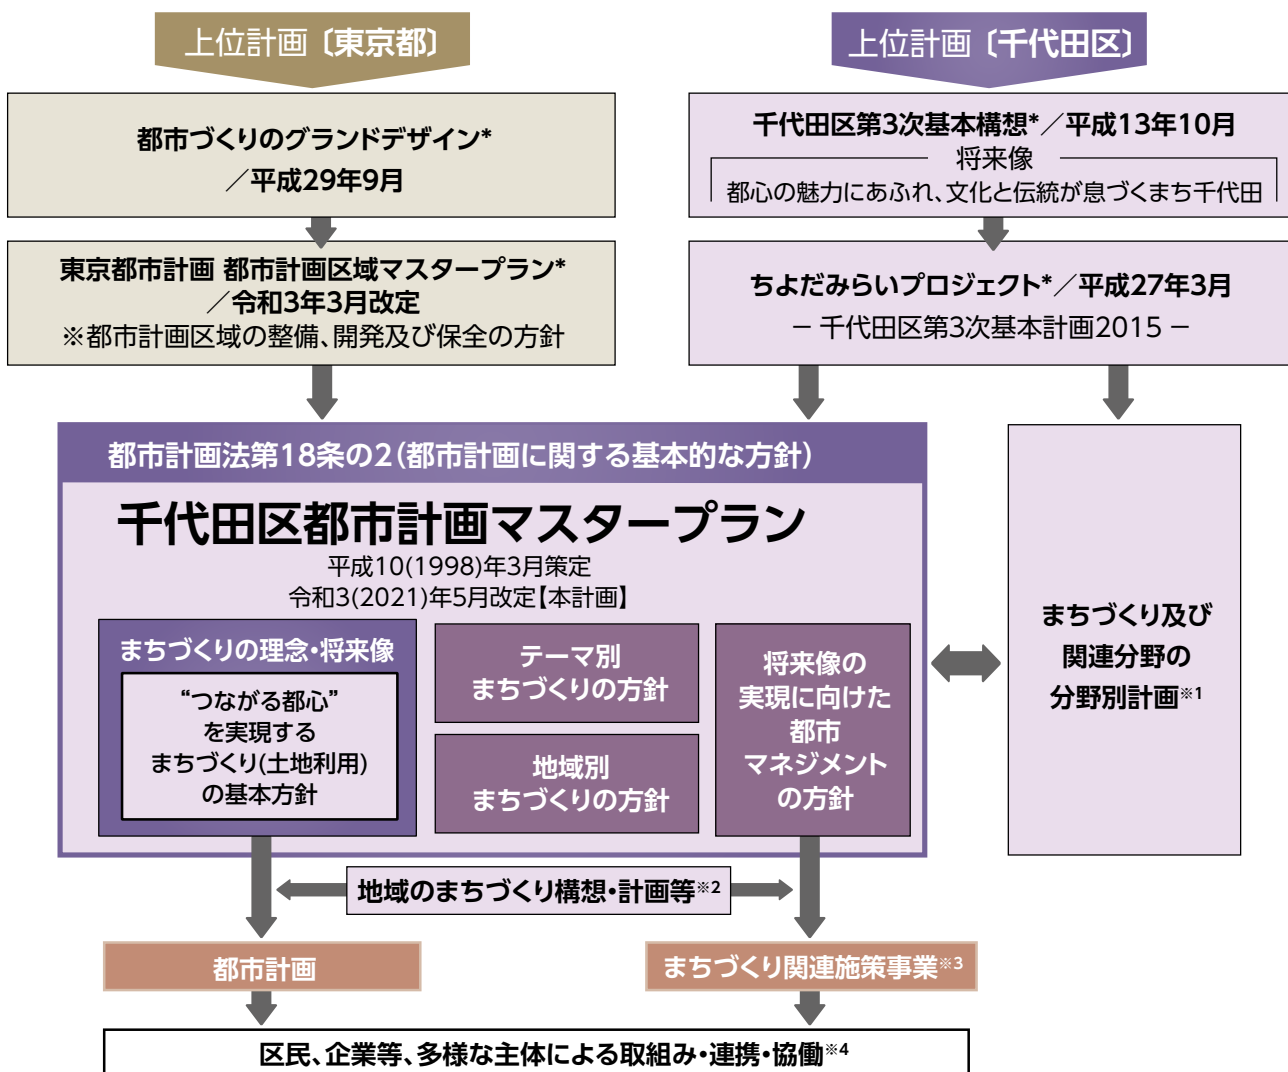 上位計画〔東京都〕
都市づくりのグランドデザイン*
／平成29年9月
東京都市計画 都市計画区域マスタープラン*
／令和3年3月改定
※都市計画区域の整備、開発及び保全の方針
上位計画〔千代田区〕
千代田区第3次基本構想*／平成13年10月
将来像
都心の魅力にあふれ、文化と伝統が息づくまち千代田
ちよだみらいプロジェクト*／平成27年3月
− 千代田区第3次基本計画2015 −
都市計画法第18条の2（都市計画に関する基本的な方針）
千代田区都市計画マスタープラン
平成10(1998)年3月策定
令和3(2021)年5月改定【本計画】
まちづくりの理念・将来像
“つながる都心”
を実現する
まちづくり(土地利用)
の基本方針
テーマ別
まちづくりの方針
地域別
まちづくりの方針
将来像の
実現に向けた
都市
マネジメント
の方針
まちづくり及び
関連分野の
分野別計画※1
地域のまちづくり構想・計画等※2
都市計画
まちづくり関連施策事業※3
区民、企業等、多様な主体による取組み・連携・協働※4